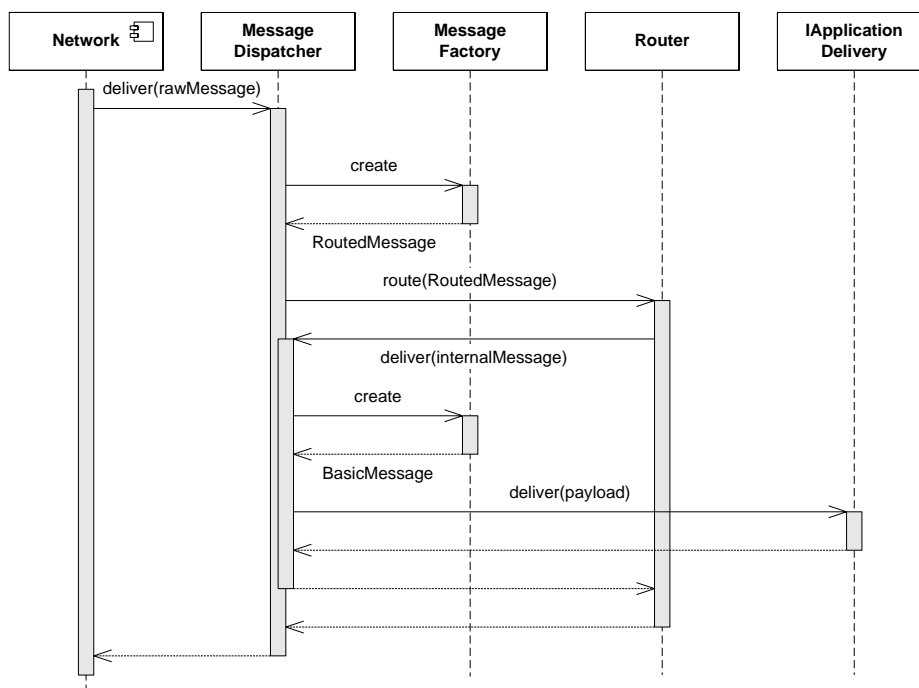 Network
Message
Dispatcher
Message
Factory
Router
IApplication
Delivery
deliver(rawMessage)
create
RoutedMessage
route(RoutedMessage)
deliver(internalMessage)
create
BasicMessage
deliver(payload)